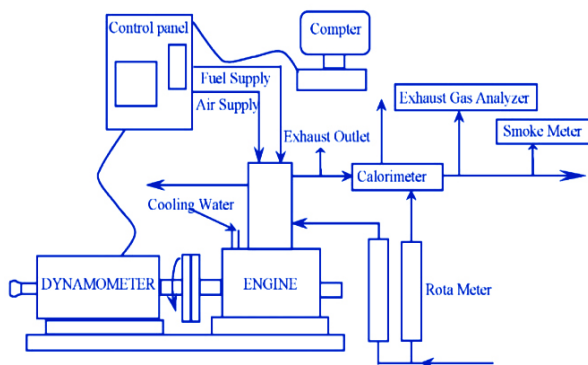 Control panel
Compter
Fuel Supply
Air Supply
Exhaust Gas Analyzer
Exhaust Outlet
Smoke Meter
Calorimeter
Cooling Water
DYNAMOMETER
ENGINE
Rota Meter